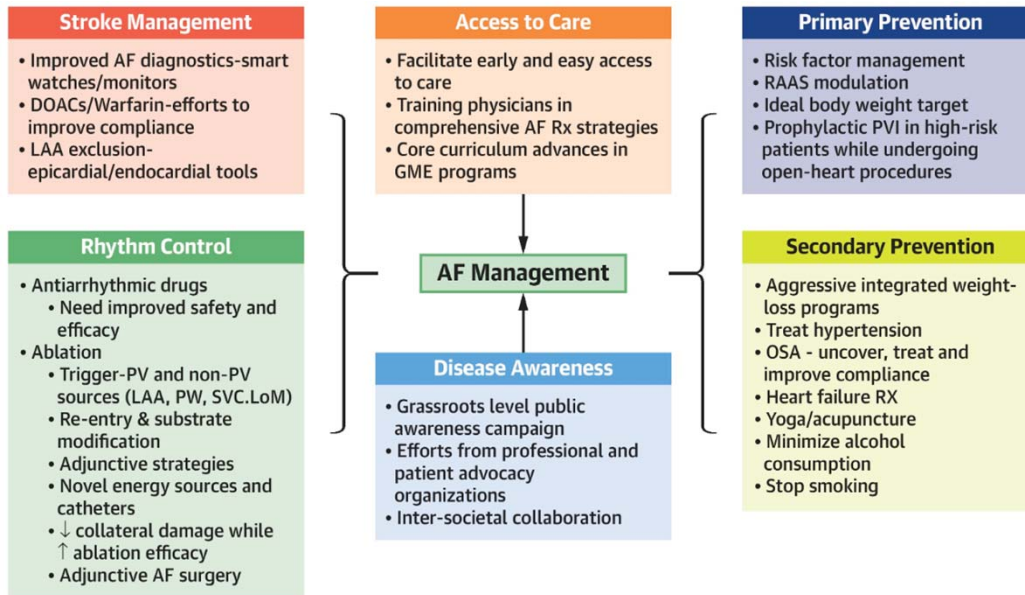 Stroke Management
• Improved AF diagnostics-smart
watches/monitors
• DOACs/Warfarin-efforts to
improve compliance
• LAA exclusion-
epicardial/endocardial tools
Access to Care
• Facilitate early and easy access
to care
• Training physicians in
comprehensive AF Rx strategies
• Core curriculum advances in
GME programs
Primary Prevention
• Risk factor management
• RAAS modulation
• Ideal body weight target
• Prophylactic PVI in high-risk
patients while undergoing
open-heart procedures
Rhythm Control
• Antiarrhythmic drugs
• Need improved safety and
efficacy
• Ablation
• Trigger-PV and non-PV
sources (LAA, PW, SVC.LoM)
• Re-entry & substrate
modification
• Adjunctive strategies
• Novel energy sources and
catheters
• ↓ collateral damage while
↑ ablation efficacy
• Adjunctive AF surgery
AF Management
Disease Awareness
• Grassroots level public
awareness campaign
• Efforts from professional and
patient advocacy
organizations
• Inter-societal collaboration
Secondary Prevention
• Aggressive integrated weight-
loss programs
• Treat hypertension
• OSA - uncover, treat and
improve compliance
• Heart failure RX
• Yoga/acupuncture
• Minimize alcohol
consumption
• Stop smoking